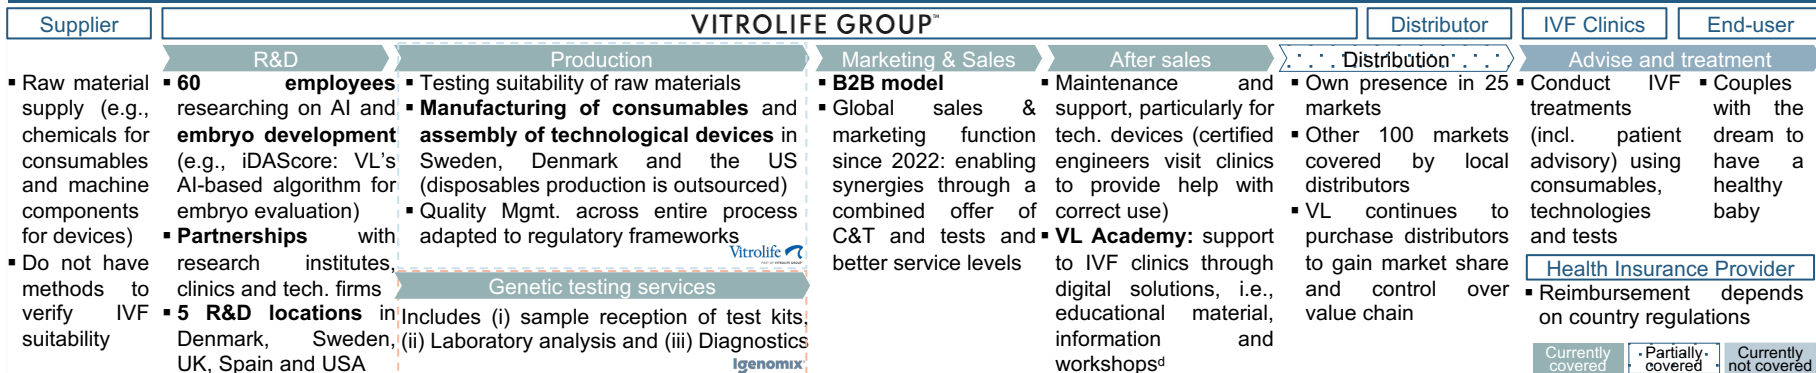 Supplier
VITROLIFE GROUP™
Distributor
IVF Clinics
End-user
R&D
Production
Marketing & Sales
After sales
Distribution
Advise and treatment
▪ Raw material
supply (e.g.,
chemicals for
consumables
and machine
components
for devices)
▪ Do not have
methods to
verify IVF
suitability
▪ 60 employees
researching on AI and
embryo development
(e.g., iDAScore: VL's
AI-based algorithm for
embryo evaluation)
▪ Partnerships with
research institutes,
clinics and tech. firms
▪ 5 R&D locations in
Denmark, Sweden,
UK, Spain and USA
▪ Testing suitability of raw materials
▪ Manufacturing of consumables and
assembly of technological devices in
Sweden, Denmark and the US
(disposables production is outsourced)
▪ Quality Mgmt. across entire process
adapted to regulatory frameworks
Vitrolife
Genetic testing services
Includes (i) sample reception of test kits,
(ii) Laboratory analysis and (iii) Diagnostics
Igenomix
▪ B2B model
▪ Global sales &
marketing function
since 2022: enabling
synergies through a
combined offer of
C&T and tests and
better service levels
▪ Maintenance and
support, particularly for
tech. devices (certified
engineers visit clinics
to provide help with
correct use)
▪ VL Academy: support
to IVF clinics through
digital solutions, i.e.,
educational material,
information and
workshopsᵈ
▪ Own presence in 25
markets
▪ Other 100 markets
covered by local
distributors
▪ VL continues to
purchase distributors
to gain market share
and control over
value chain
▪ Conduct IVF
treatments
(incl. patient
advisory) using
consumables,
technologies
and tests
▪ Couples
with the
dream to
have a
healthy
baby
Health Insurance Provider
▪ Reimbursement depends
on country regulations
Currently
covered
Partially
covered
Currently
not covered